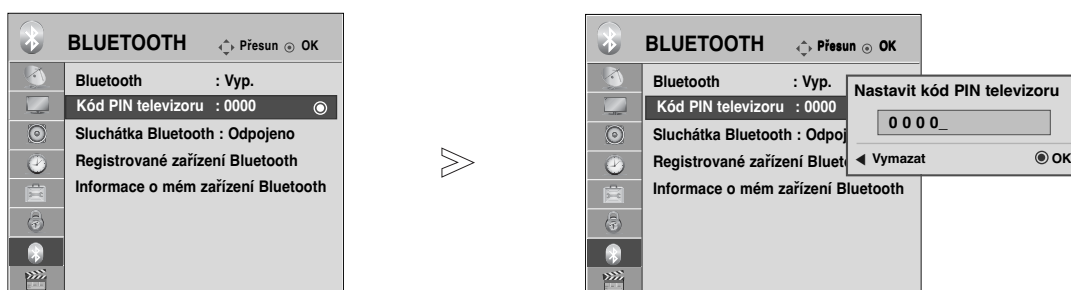 BLUETOOTH Přesun OK
Bluetooth : Vyp.
Kód PIN televizoru : 0000
Sluchátka Bluetooth : Odpojeno
Registrované zařízení Bluetooth
Informace o mém zařízení Bluetooth
BLUETOOTH Přesun OK
Bluetooth : Vyp.
Kód PIN televizoru : 0000
Sluchátka Bluetooth : Odpoj
Registrované zařízení Bluet
Informace o mém zařízení Bluetooth
Nastavit kód PIN televizoru
0 0 0 0_
Vymazat OK